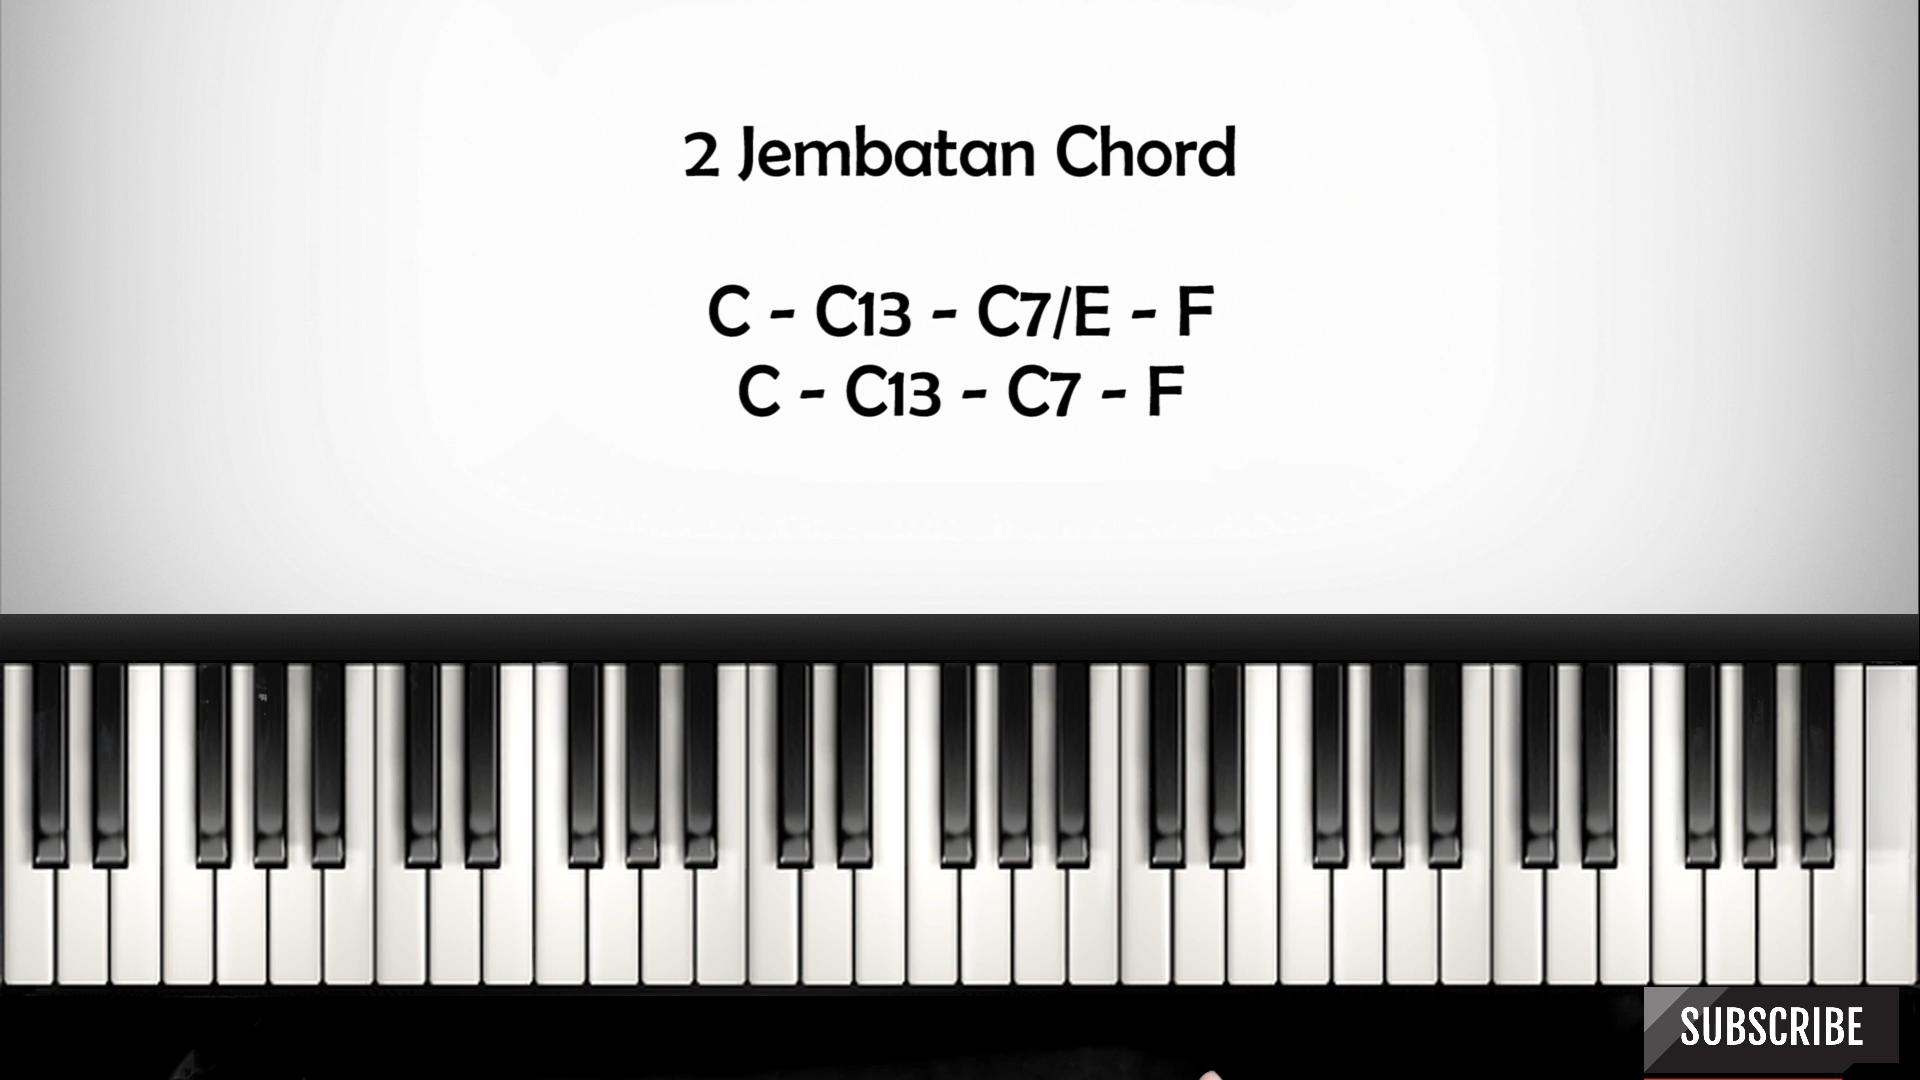 2 Jembatan Chord
C - C13 - C7/E - F
C - C13 - C7 - F
SUBSCRIBE